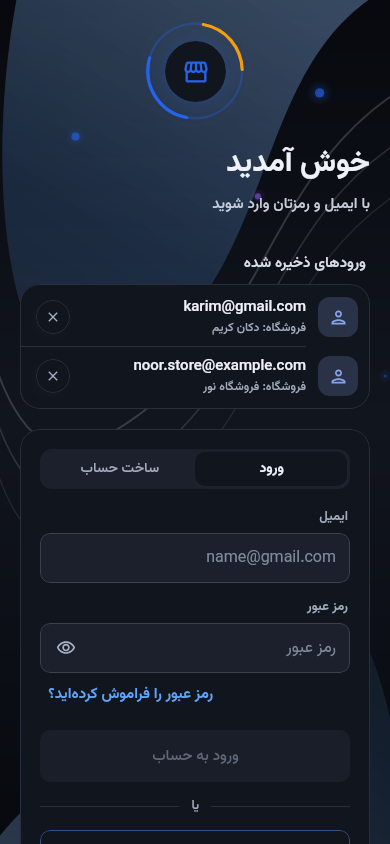 خوش آمدید
با ایمیل و رمزتان وارد شوید
ورودهای ذخیره شده
karim@gmail.com
فروشگاه: دکان کریم
noor.store@example.com
فروشگاه: فروشگاه نور
ورود
ساخت حساب
ایمیل
name@gmail.com
رمز عبور
رمز عبور
رمز عبور را فراموش کرده‌اید؟
ورود به حساب
یا